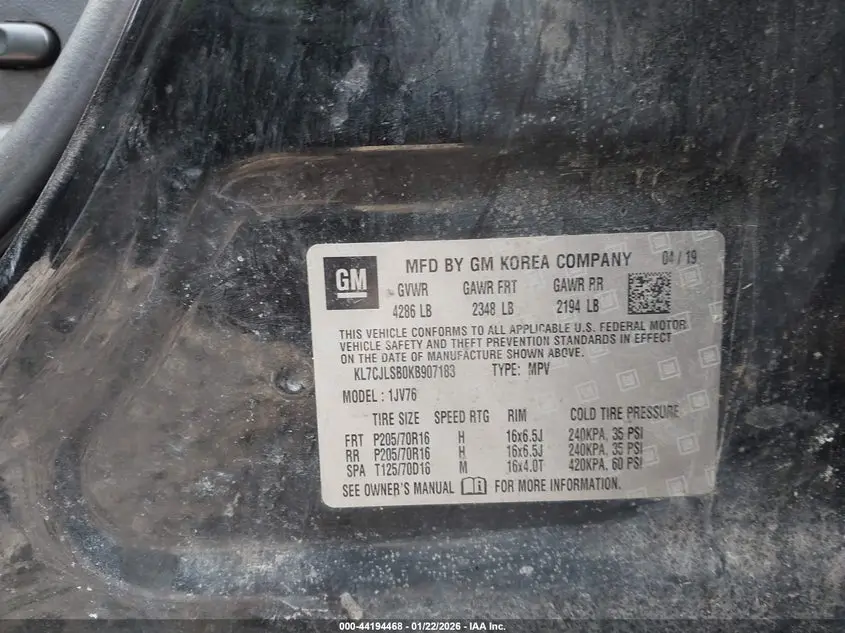 GM
MFD BY GM KOREA COMPANY 04 / 19
GVWR GAWR FRT GAWR RR
4286 LB 2348 LB 2194 LB
THIS VEHICLE CONFORMS TO ALL APPLICABLE U.S. FEDERAL MOTOR
VEHICLE SAFETY AND THEFT PREVENTION STANDARDS IN EFFECT
ON THE DATE OF MANUFACTURE SHOWN ABOVE.
KL7CJLSB0KB907183 TYPE: MPV
MODEL : 1JV76
TIRE SIZE SPEED RTG RIM COLD TIRE PRESSURE
FRT P205/70R16 H 16x6.5J 240KPA, 35 PSI
RR P205/70R16 H 16x6.5J 240KPA, 35 PSI
SPA T125/70D16 M 16x4.0T 420KPA, 60 PSI
SEE OWNER'S MANUAL FOR MORE INFORMATION.
000-44194468 - 01/22/2026 - IAA Inc.